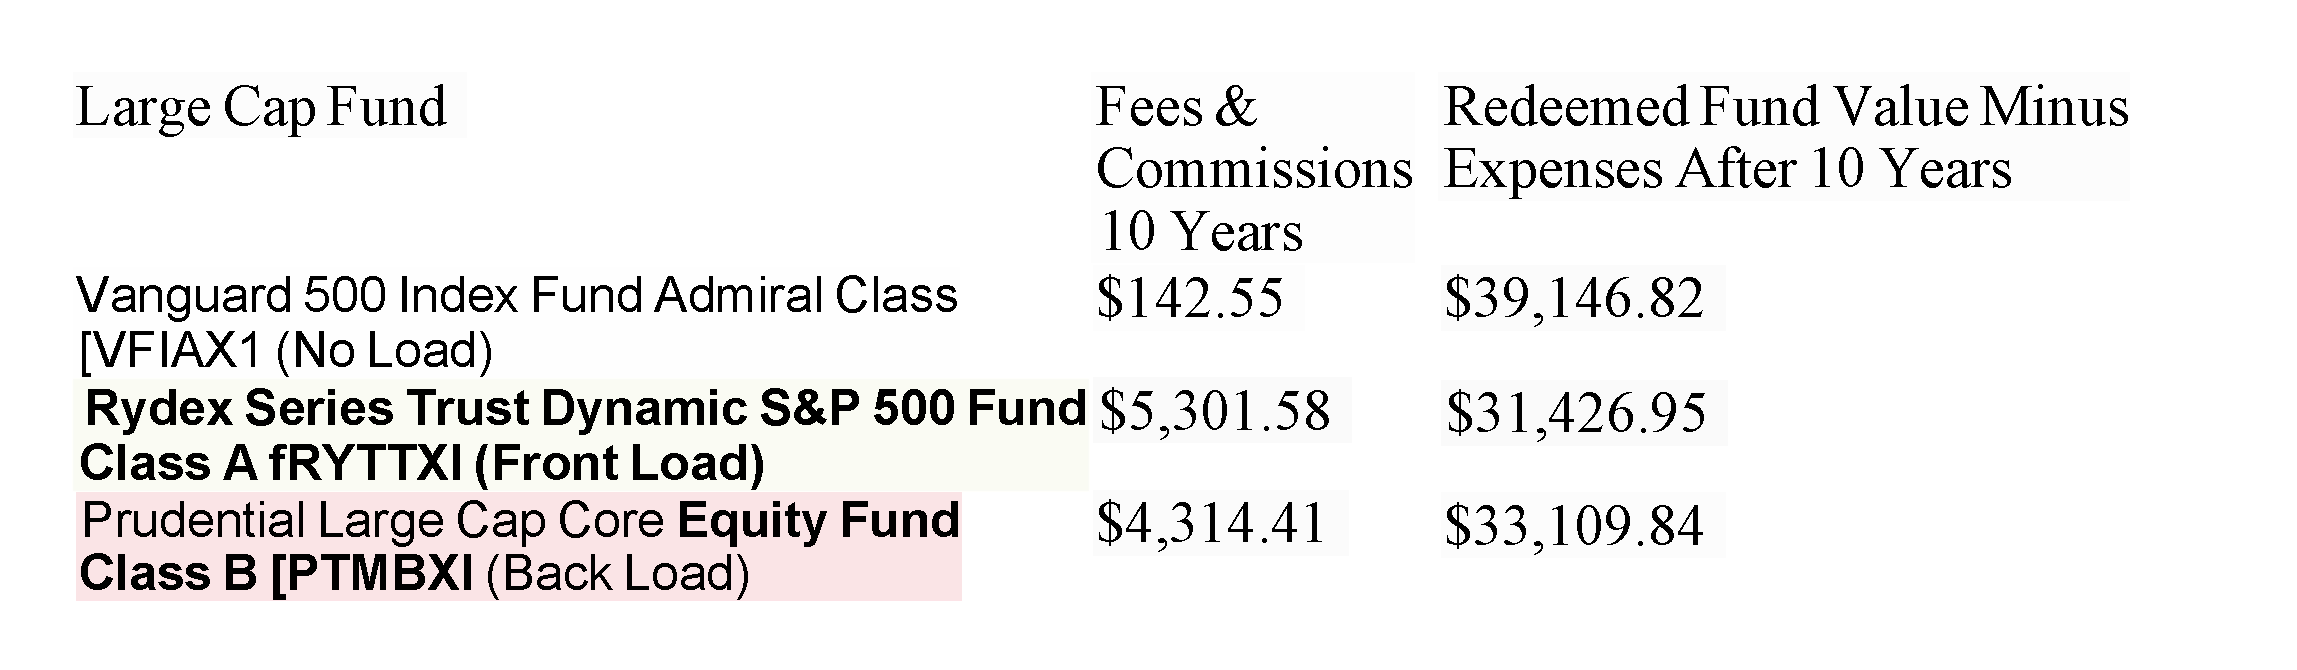 Large Cap Fund
Fees &
Commissions
10 Years
Redeemed Fund Value Minus
Expenses After 10 Years
Vanguard 500 Index Fund Admiral Class
[VFIAX1 (No Load)
$142.55
$39,146.82
Rydex Series Trust Dynamic S&P 500 Fund
Class A fRYTTXI (Front Load)
$5,301.58
$31,426.95
Prudential Large Cap Core Equity Fund
Class B [PTMBXI (Back Load)
$4,314.41
$33,109.84